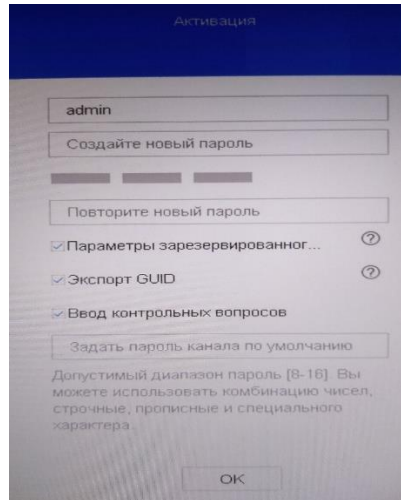 Активация
admin
Создайте новый пароль
Повторите новый пароль
Параметры зарезервированног...
Экспорт GUID
Ввод контрольных вопросов
Задать пароль канала по умолчанию
Допустимый диапазон пароль [8-16]. Вы
можете использовать комбинацию чисел,
строчные, прописные и специального
характера.
OK